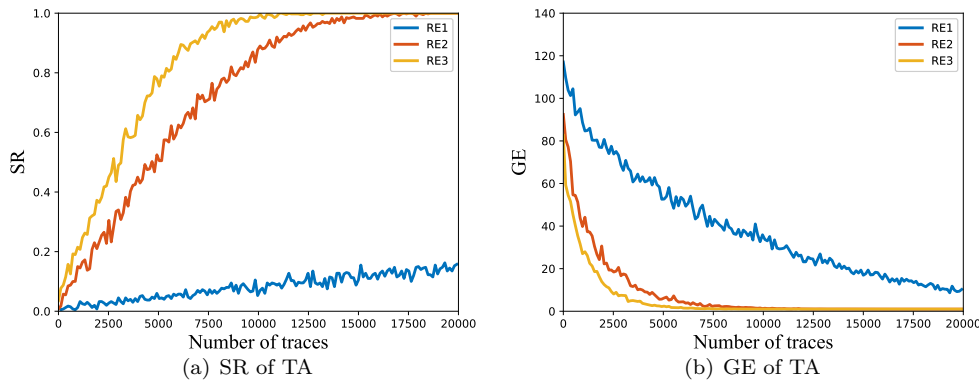 1.0
0.8
0.6
0.4
0.2
0.0
SR
0
2500
5000
7500
10000
12500
15000
17500
20000
Number of traces
RE1
RE2
RE3
(a) SR of TA
140
120
100
80
60
40
20
0
GE
0
2500
5000
7500
10000
12500
15000
17500
20000
Number of traces
RE1
RE2
RE3
(b) GE of TA